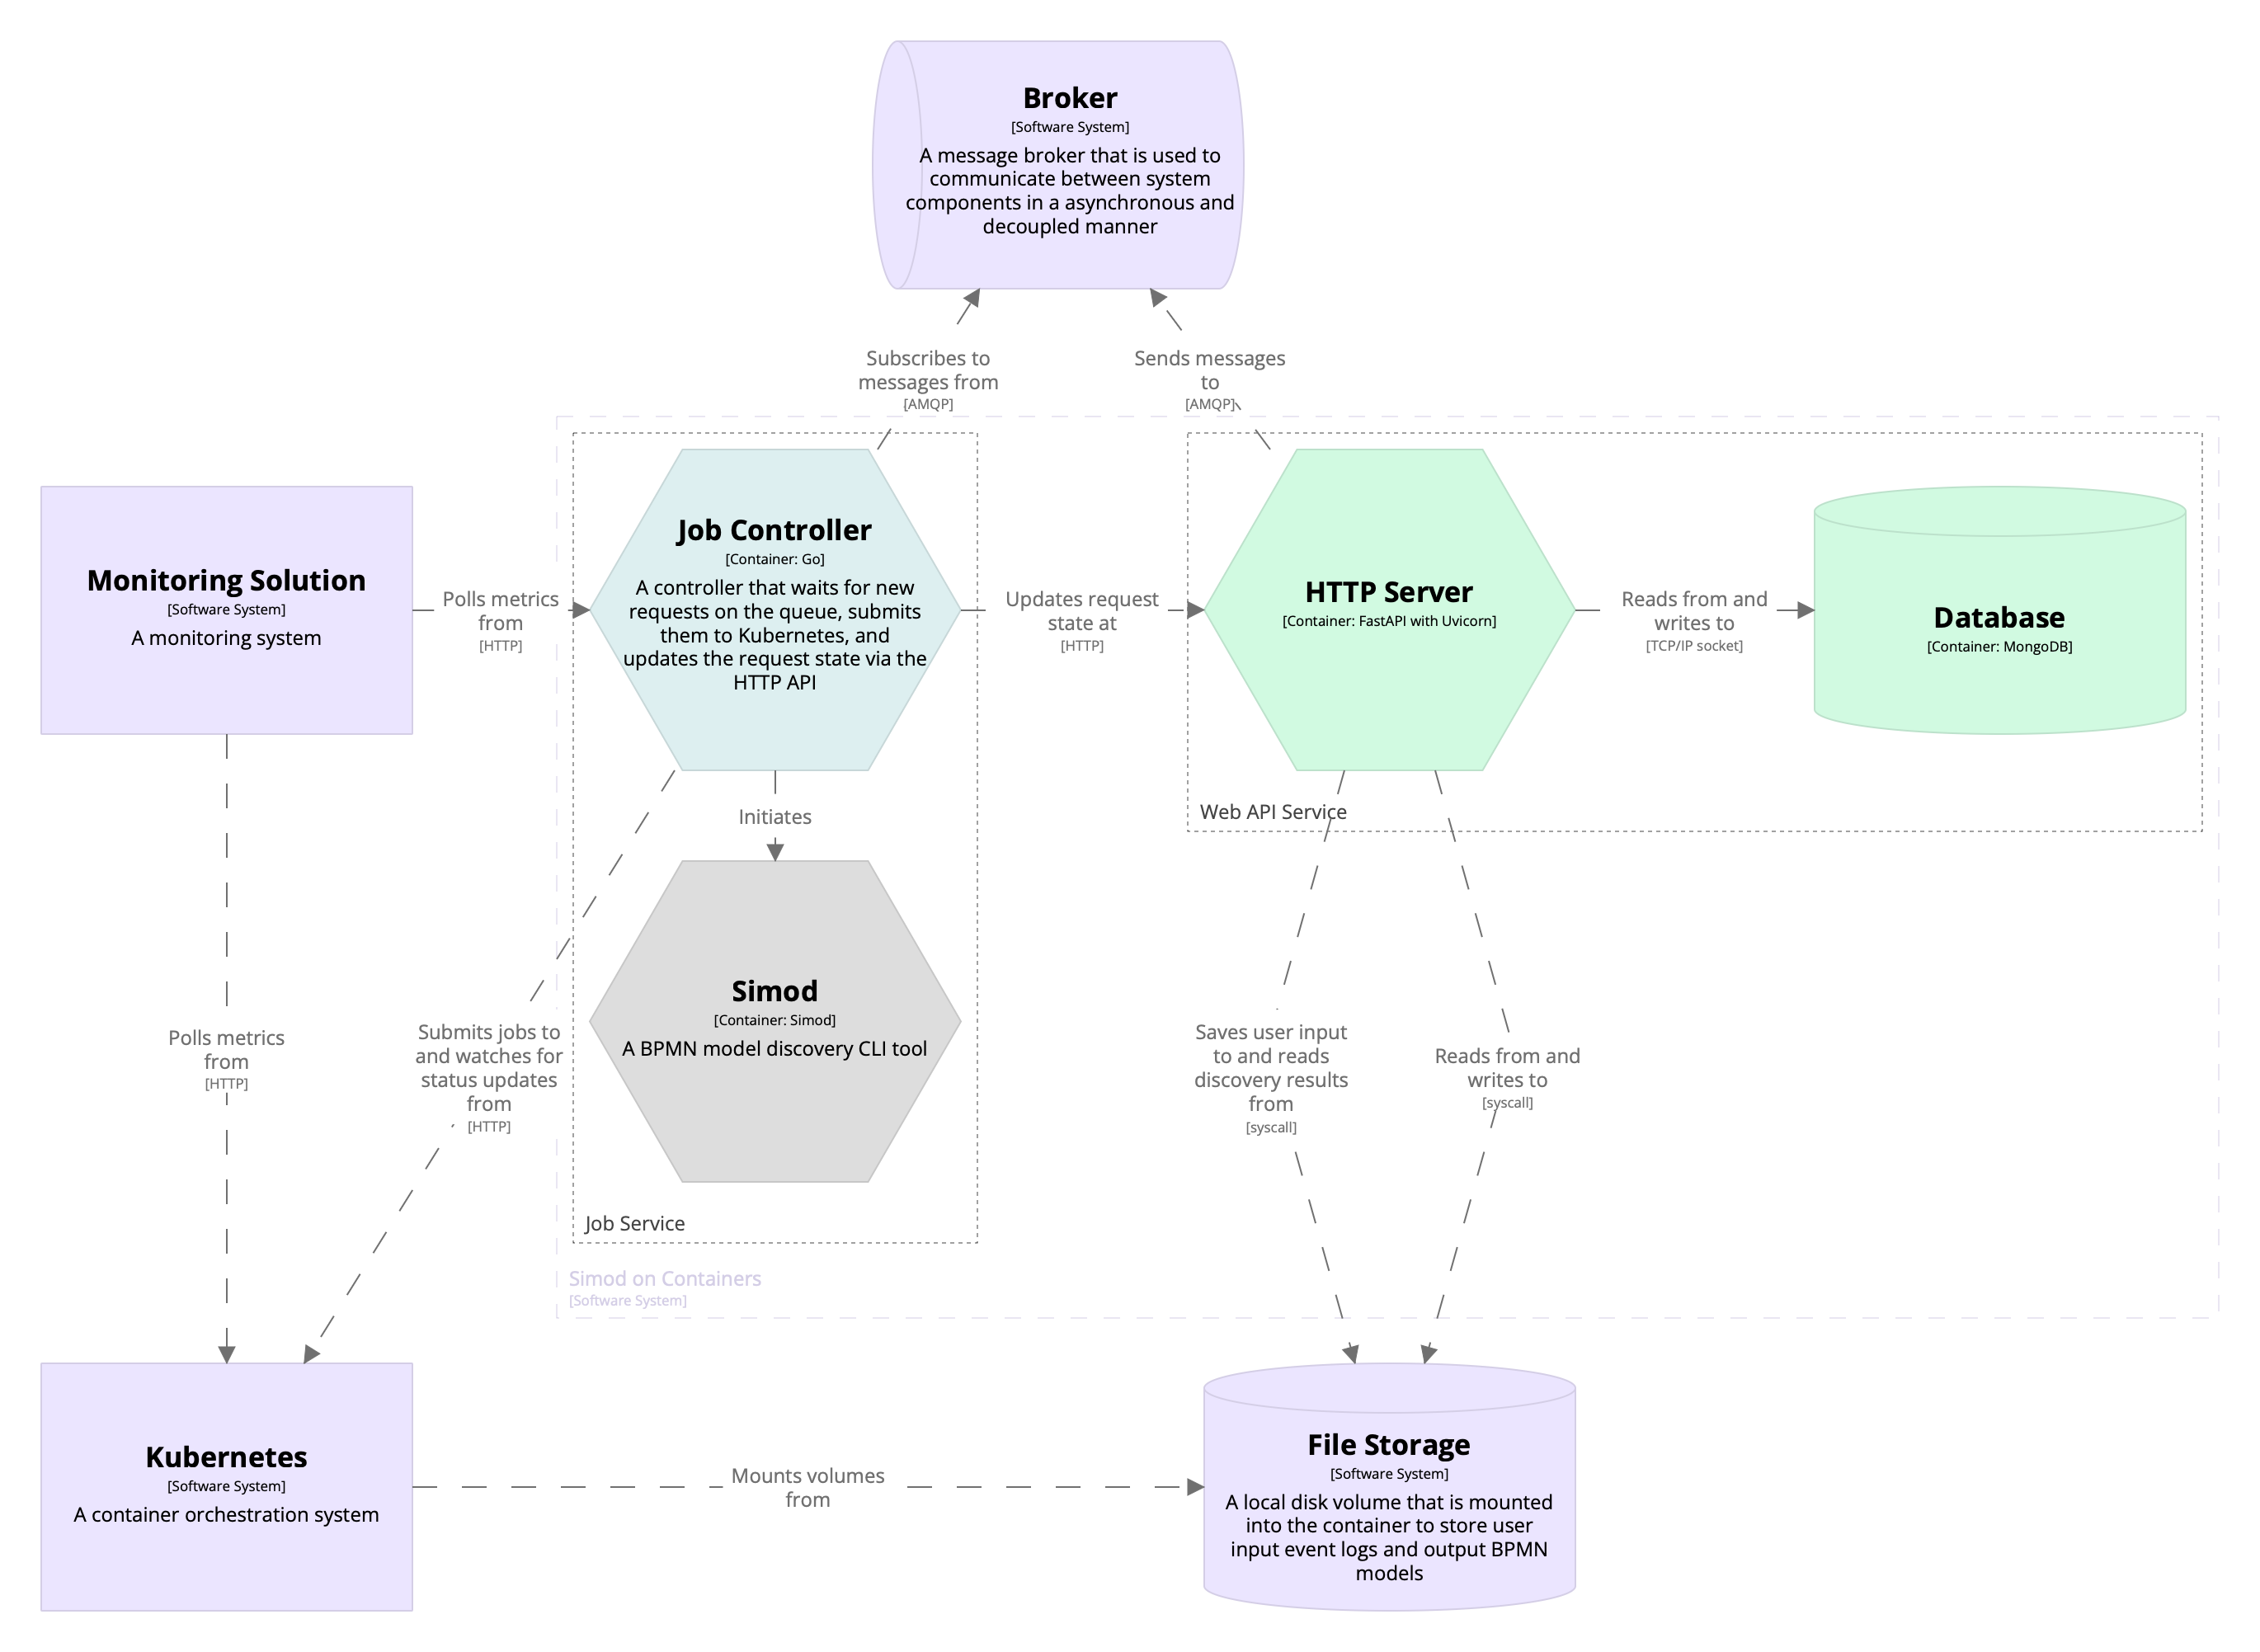 Broker
[Software System]
A message broker that is used to
communicate between system
components in a asynchronous and
decoupled manner
Subscribes to
messages from
[AMQP]
Sends messages
to
[AMQP]
Monitoring Solution
[Software System]
A monitoring system
Polls metrics
from
[HTTP]
Job Controller
[Container: Go]
A controller that waits for new
requests on the queue, submits
them to Kubernetes, and
updates the request state via the
HTTP API
Updates request
state at
[HTTP]
HTTP Server
[Container: FastAPI with Uvicorn]
Reads from and
writes to
[TCP/IP socket]
Database
[Container: MongoDB]
Web API Service
Initiates
Simod
[Container: Simod]
A BPMN model discovery CLI tool
Job Service
Simod on Containers
[Software System]
Polls metrics
from
[HTTP]
Submits jobs to
and watches for
status updates
from
[HTTP]
Saves user input
to and reads
discovery results
from
[syscall]
Reads from and
writes to
[syscall]
Kubernetes
[Software System]
A container orchestration system
Mounts volumes
from
File Storage
[Software System]
A local disk volume that is mounted
into the container to store user
input event logs and output BPMN
models